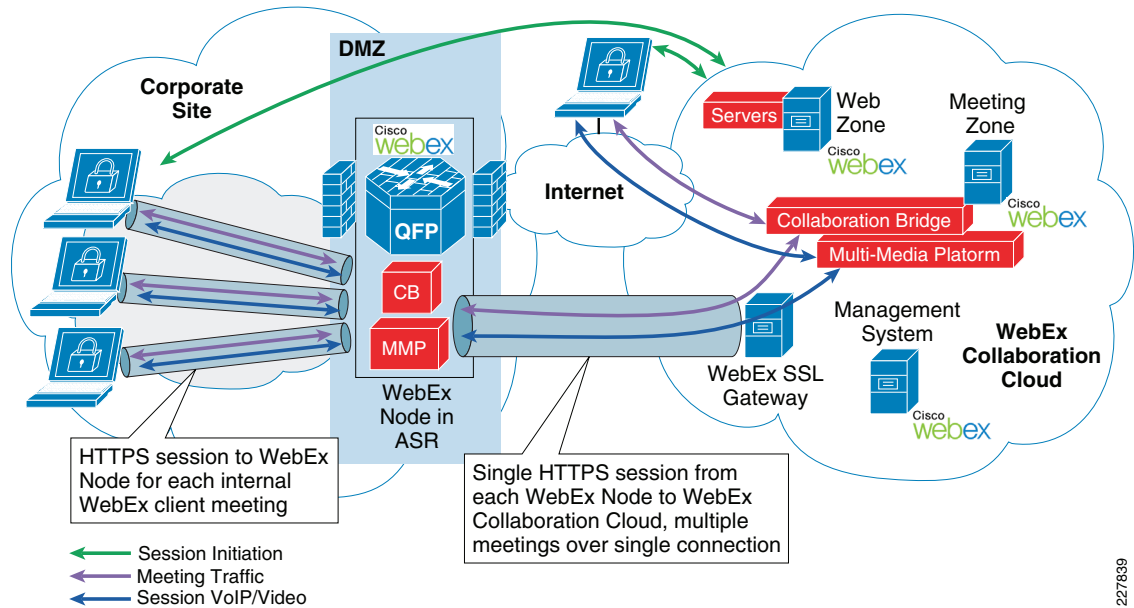 DMZ
Corporate
Site
Cisco
webex
QFP
CB
MMP
WebEx
Node in
ASR
Internet
Servers
Web
Zone
Cisco
webex
Meeting
Zone
Cisco
webex
Collaboration Bridge
Multi-Media Platorm
Management
System
Cisco
webex
WebEx
Collaboration
Cloud
WebEx SSL
Gateway
HTTPS session to WebEx
Node for each internal
WebEx client meeting
Single HTTPS session from
each WebEx Node to WebEx
Collaboration Cloud, multiple
meetings over single connection
Session Initiation
Meeting Traffic
Session VoIP/Video
227839